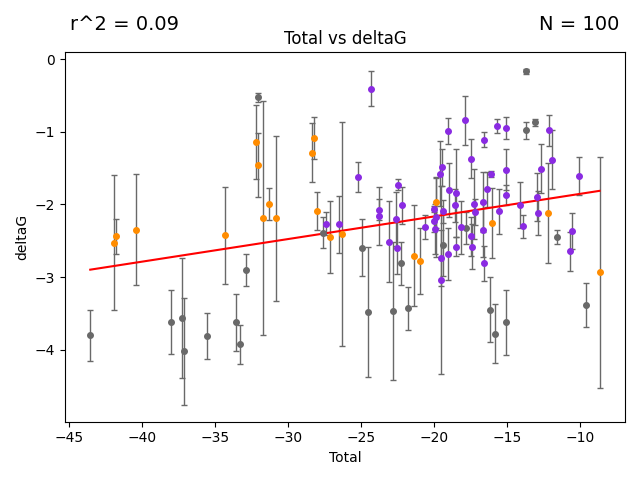 r^2 = 0.09
N = 100
Total vs deltaG
0
−1
−2
−3
−4
deltaG
−45 −40 −35 −30 −25 −20 −15 −10
Total